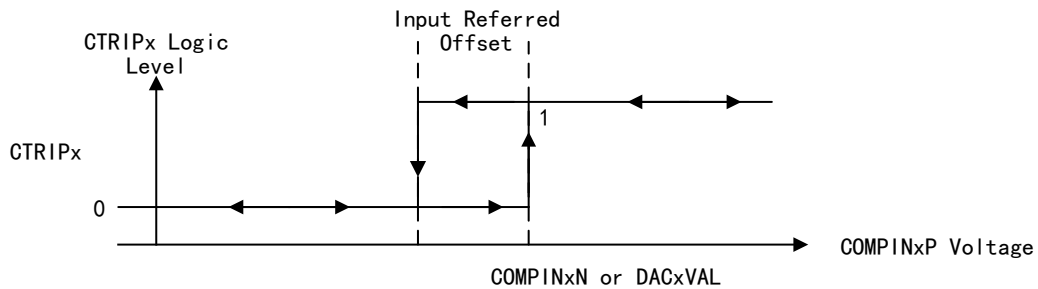 Input Referred
Offset
CTRIPx Logic
Level
1
CTRIPx
0
COMPINxP Voltage
COMPINxN or DACxVAL